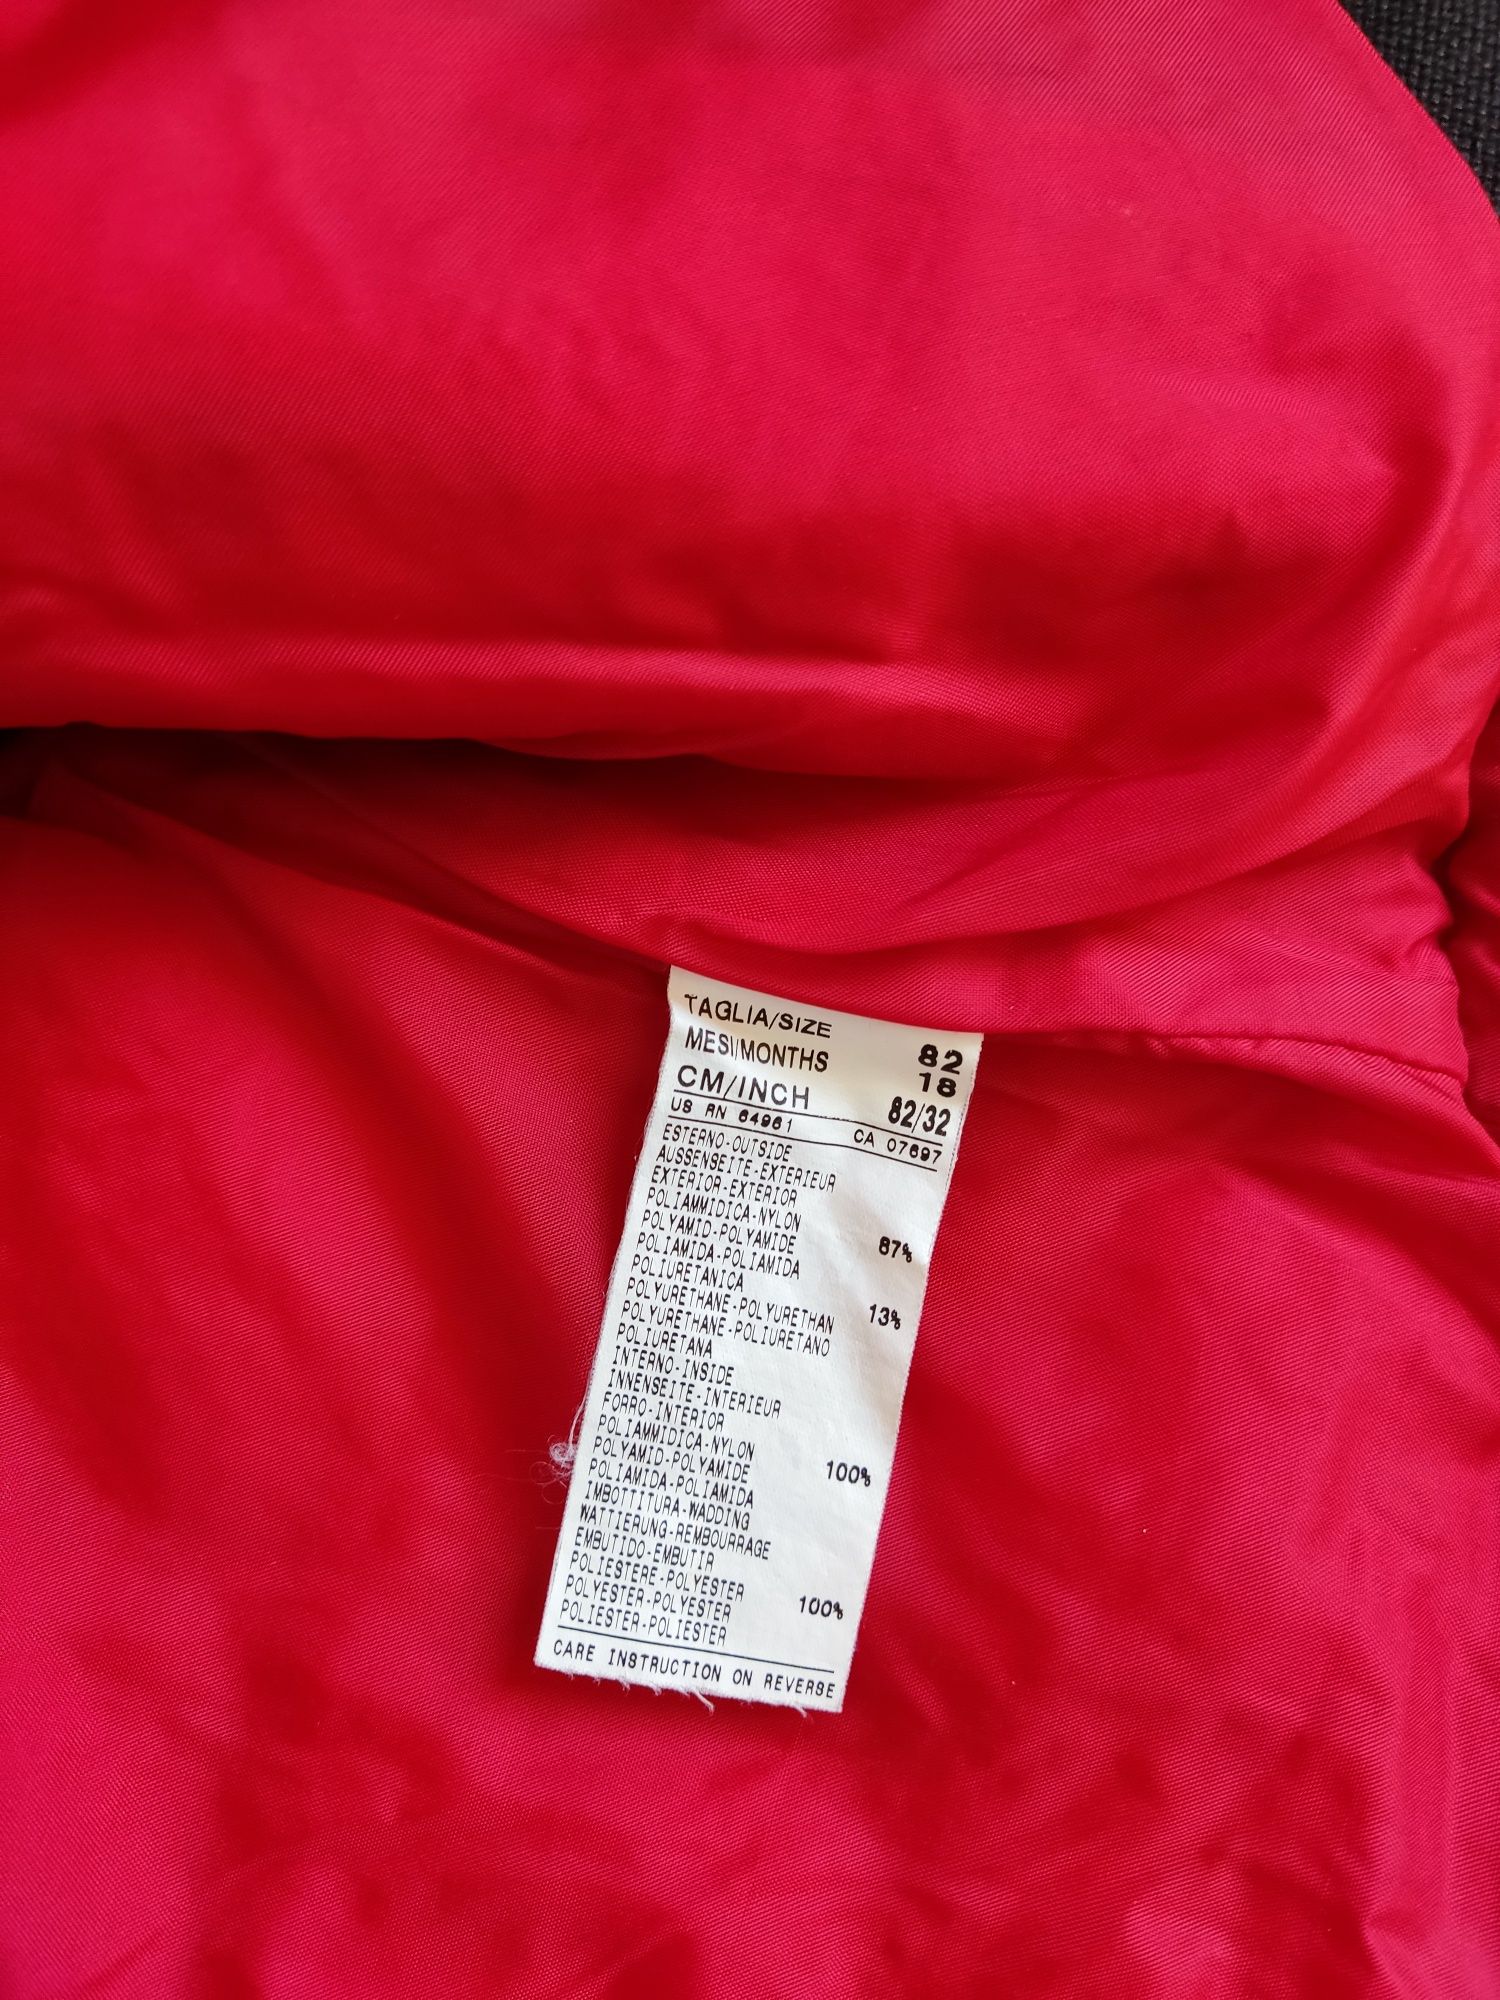 TAGLIA/SIZE 82
MESI/MONTHS 18
CM/INCH 82/32
US RN 64961 CA 07697
ESTERNO-OUTSIDE
AUSSENSEITE-EXTERIEUR
EXTERIOR-EXTERIOR
POLIAMMIDICA-NYLON
POLYAMID-POLYAMIDE 87%
POLIAMIDA-POLIAMIDA
POLIURETANICA
POLYURETHANE-POLYURETHAN 13%
POLYURETHANE-POLIURETANO
POLIURETANA
INTERNO-INSIDE
INNENSEITE-INTERIEUR
FORRO-INTERIOR
POLIAMMIDICA-NYLON
POLYAMID-POLYAMIDE 100%
POLIAMIDA-POLIAMIDA
IMBOTTITURA-WADDING
WATTIERUNG-REMBOURRAGE
EMBUTIDO-EMBUTIR
POLIESTERE-POLYESTER
POLYESTER-POLYESTER 100%
POLIESTER-POLIESTER
CARE INSTRUCTION ON REVERSE